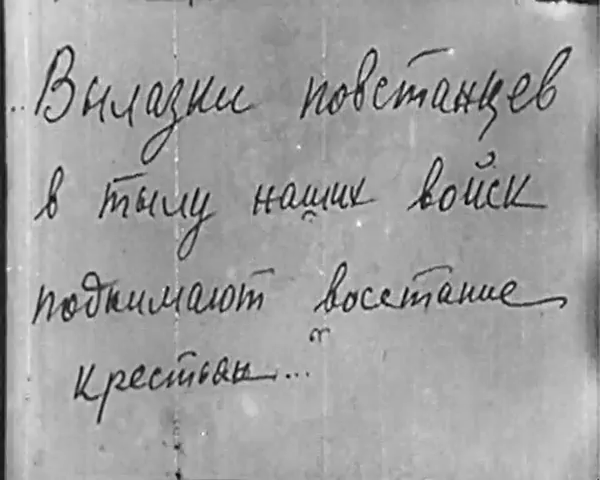 ..Вылазки повстанцев
в тылу наших войск
поднимают восстание
крестьян...